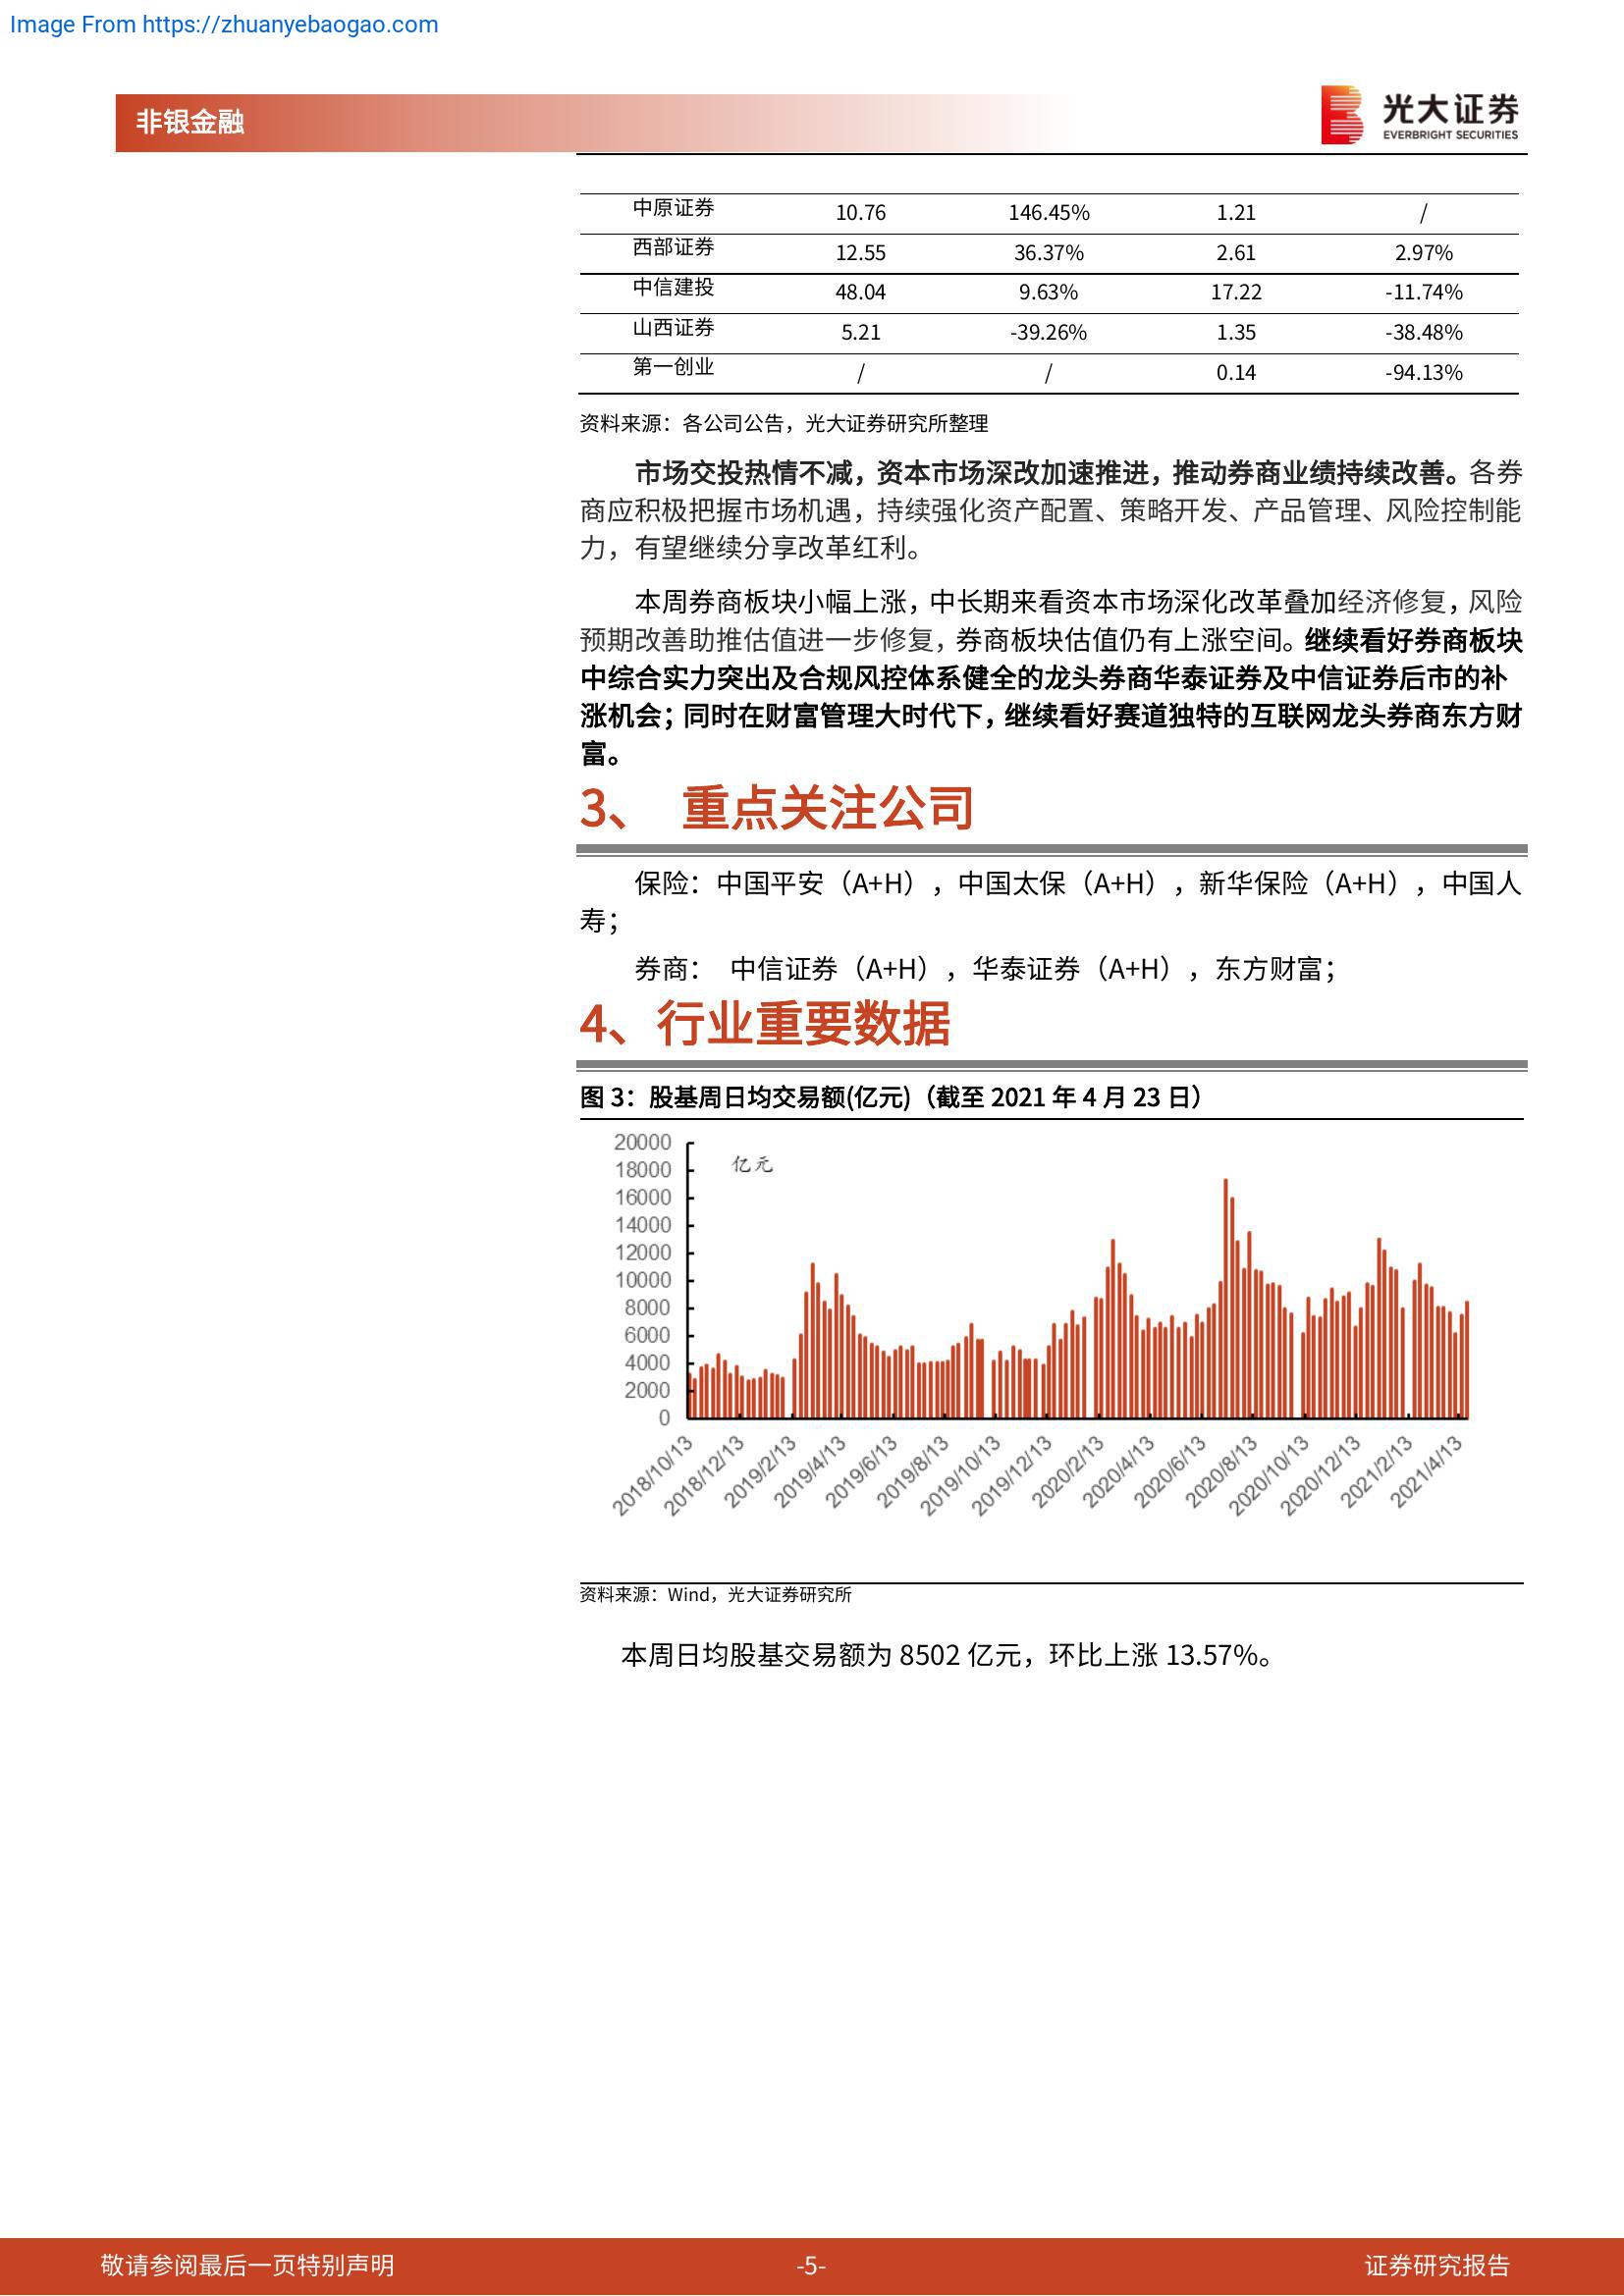 Image From https://zhuanyebaogao.com
非银金融
光大证券
EVERBRIGHT SECURITIES
中原证券 10.76 146.45% 1.21 /
西部证券 12.55 36.37% 2.61 2.97%
中信建投 48.04 9.63% 17.22 -11.74%
山西证券 5.21 -39.26% 1.35 -38.48%
第一创业 / / 0.14 -94.13%
资料来源：各公司公告，光大证券研究所整理
市场交投热情不减，资本市场深改加速推进，推动券商业绩持续改善。各券
商应积极把握市场机遇，持续强化资产配置、策略开发、产品管理、风险控制能
力，有望继续分享改革红利。
本周券商板块小幅上涨，中长期来看资本市场深化改革叠加经济修复，风险
预期改善助推估值进一步修复，券商板块估值仍有上涨空间。继续看好券商板块
中综合实力突出及合规风控体系健全的龙头券商华泰证券及中信证券后市的补
涨机会；同时在财富管理大时代下，继续看好赛道独特的互联网龙头券商东方财
富。
3、 重点关注公司
保险：中国平安（A+H），中国太保（A+H），新华保险（A+H），中国人
寿；
券商： 中信证券（A+H），华泰证券（A+H），东方财富；
4、行业重要数据
图 3：股基周日均交易额(亿元)（截至 2021 年 4 月 23 日）
亿元
20000
18000
16000
14000
12000
10000
8000
6000
4000
2000
0
2018/10/13 2018/12/13 2019/2/13 2019/4/13 2019/6/13 2019/8/13 2019/10/13 2019/12/13 2020/2/13 2020/4/13 2020/6/13 2020/8/13 2020/10/13 2020/12/13 2021/2/13 2021/4/13
资料来源：Wind，光大证券研究所
本周日均股基交易额为 8502 亿元，环比上涨 13.57%。
敬请参阅最后一页特别声明 -5- 证券研究报告